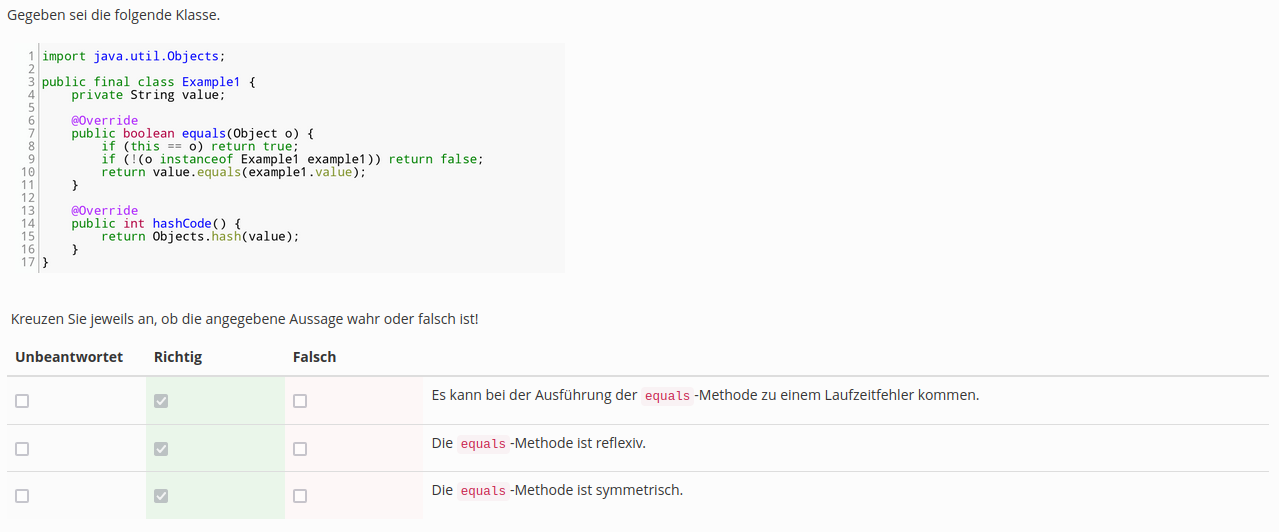 Gegeben sei die folgende Klasse.
1 import java.util.Objects;
2
3 public final class Example1 {
4     private String value;
5
6     @Override
7     public boolean equals(Object o) {
8         if (this == o) return true;
9         if (!(o instanceof Example1 example1)) return false;
10         return value.equals(example1.value);
11     }
12
13     @Override
14     public int hashCode() {
15         return Objects.hash(value);
16     }
17 }
Kreuzen Sie jeweils an, ob die angegebene Aussage wahr oder falsch ist!
Unbeantwortet Richtig Falsch
Es kann bei der Ausführung der equals -Methode zu einem Laufzeitfehler kommen.
Die equals -Methode ist reflexiv.
Die equals -Methode ist symmetrisch.